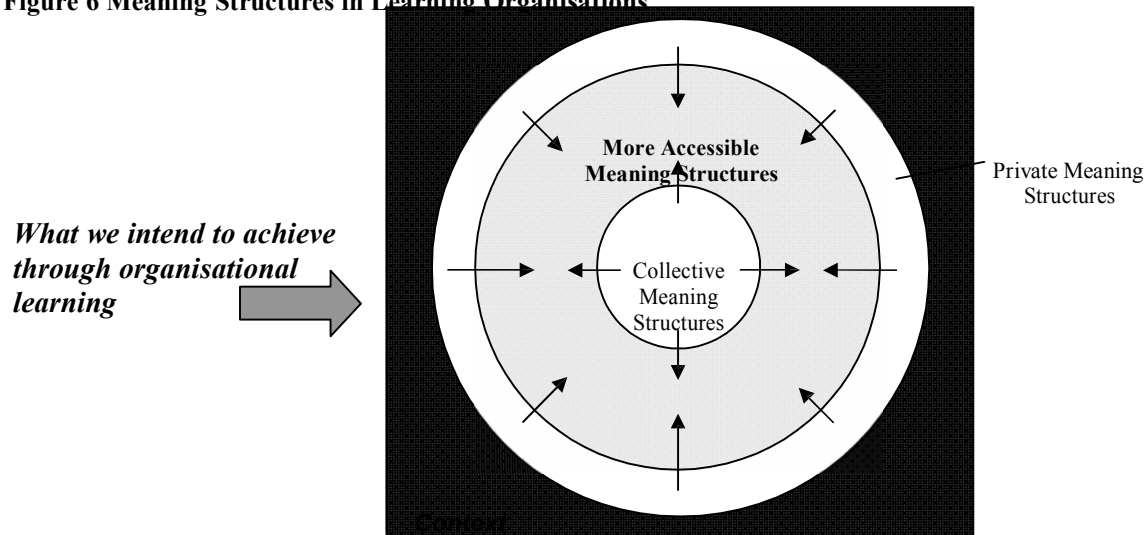 Figure 6 Meaning Structures in Learning Organisations
More Accessible
Meaning Structures
Private Meaning
Structures
What we intend to achieve
through organisational
learning
Collective
Meaning
Structures
Context